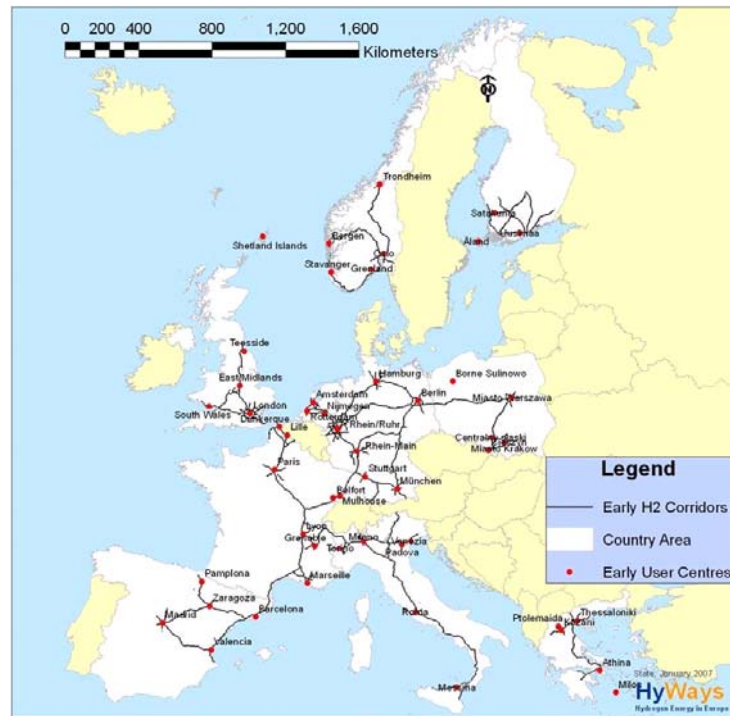 0 200 400 800 1,200 1,600
Kilometers
N
Trondheim
Satakunta
Uusimaa
Åland
Shetland Islands
Bergen
Oslo
Stavanger
Grenland
Teesside
East Midlands
London
South Wales
Dunkerque
Lille
Amsterdam
Nijmegen
Rotterdam
Hamburg
Berlin
Borne Sulinowo
Miasto Warszawa
Rhein/Ruhr
Rhein-Main
Miasto Krakow
Paris
Stuttgart
München
Belfort
Mulhouse
Lyon
Grenoble
Torino
Milano
Venezia
Padova
Marseille
Pamplona
Zaragoza
Barcelona
Madrid
Valencia
Roma
Messina
Ptolemaida
Thessaloniki
Kozani
Athina
Milos
Legend
Early H2 Corridors
Country Area
Early User Centres
State, January 2007
HyWays
Hydrogen Energy in Europe